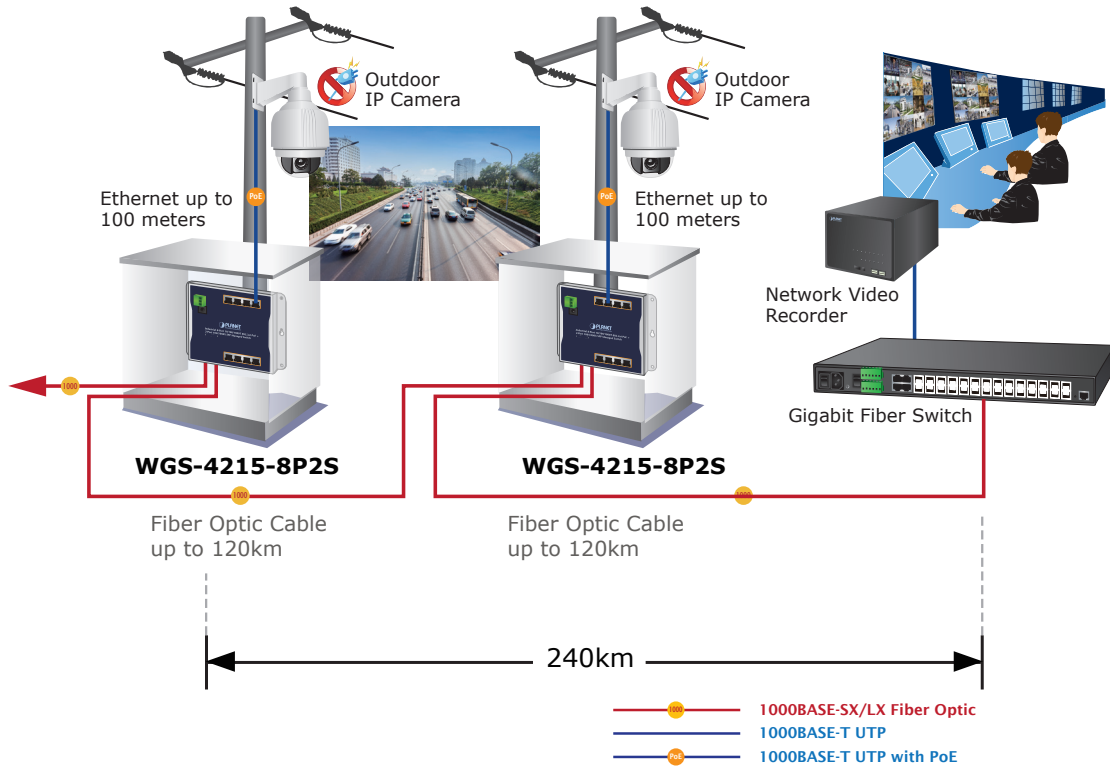 Outdoor
IP Camera
Outdoor
IP Camera
PoE
PoE
Ethernet up to
100 meters
Ethernet up to
100 meters
PLANET
PLANET
Network Video
Recorder
1000
Gigabit Fiber Switch
WGS-4215-8P2S
WGS-4215-8P2S
1000
1000
Fiber Optic Cable
up to 120km
Fiber Optic Cable
up to 120km
240km
1000
1000BASE-SX/LX Fiber Optic
1000BASE-T UTP
PoE
1000BASE-T UTP with PoE